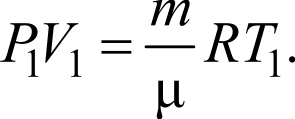 P₁V₁ = m/μ RT₁.